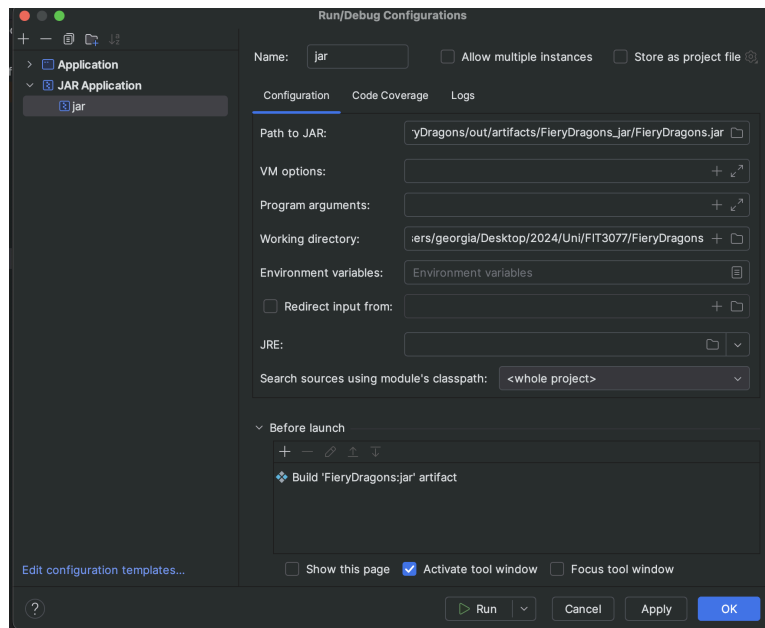 Run/Debug Configurations
Application
JAR Application
jar
Name: jar Allow multiple instances Store as project file
Configuration Code Coverage Logs
Path to JAR: yDragons/out/artifacts/FieryDragons_jar/FieryDragons.jar
VM options:
Program arguments:
Working directory: ers/georgia/Desktop/2024/Uni/FIT3077/FieryDragons
Environment variables: Environment variables
Redirect input from:
JRE:
Search sources using module's classpath: <whole project>
Before launch
Build 'FieryDragons:jar' artifact
Show this page Activate tool window Focus tool window
Edit configuration templates...
? Run Cancel Apply OK